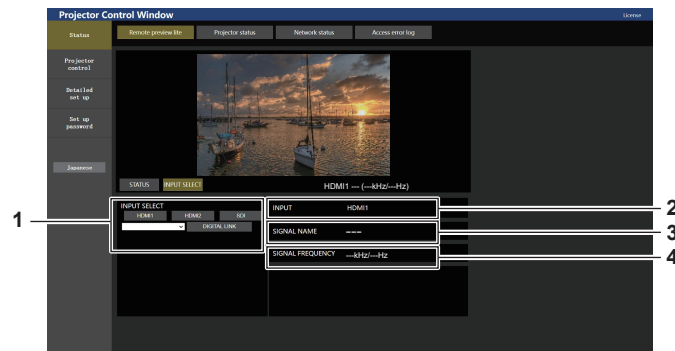 Projector Control Window
License
Status
Remote preview lite
Projector status
Network status
Access error log
Projector
control
Detailed
set up
Set up
password
Japanese
STATUS
INPUT SELECT
HDMI1 --- (---kHz/---Hz)
INPUT SELECT
HDMI1
HDMI2
SDI
DIGITAL LINK
INPUT
HDMI1
SIGNAL NAME
---
SIGNAL FREQUENCY
---kHz/---Hz
1
2
3
4